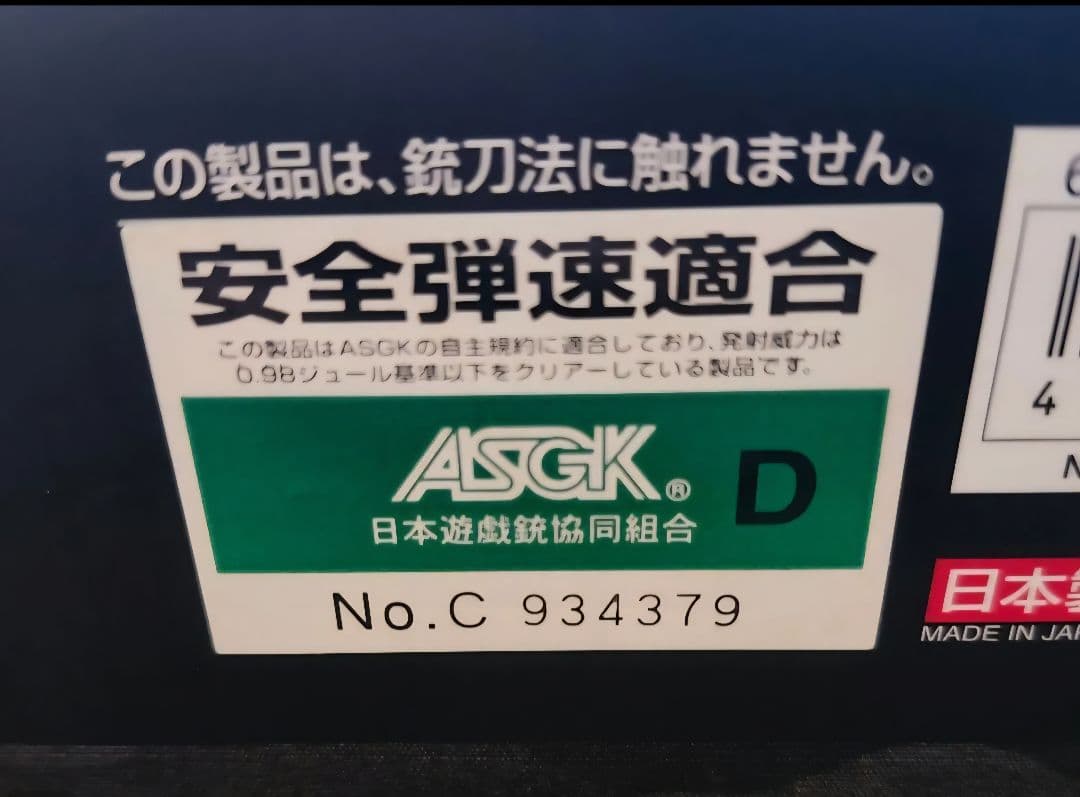 この製品は、銃刀法に触れません。
安全弾速適合
この製品はASGKの自主規約に適合しており、発射威力は
0.98ジュール基準以下をクリアーしている製品です。
ASGK®
D
日本遊戯銃協同組合
No.C 934379
6
4
N
日本製
MADE IN JAP